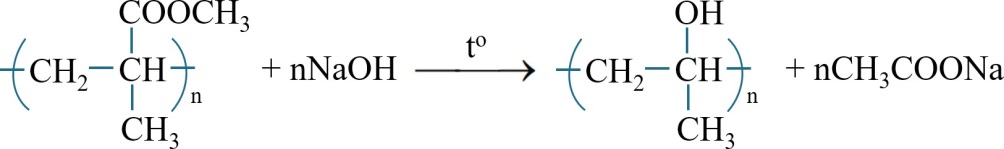 COOCH₃ OH
(CH₂–CH)ₙ + nNaOH t° ⟶ (CH₂–CH)ₙ + nCH₃COONa
CH₃ CH₃